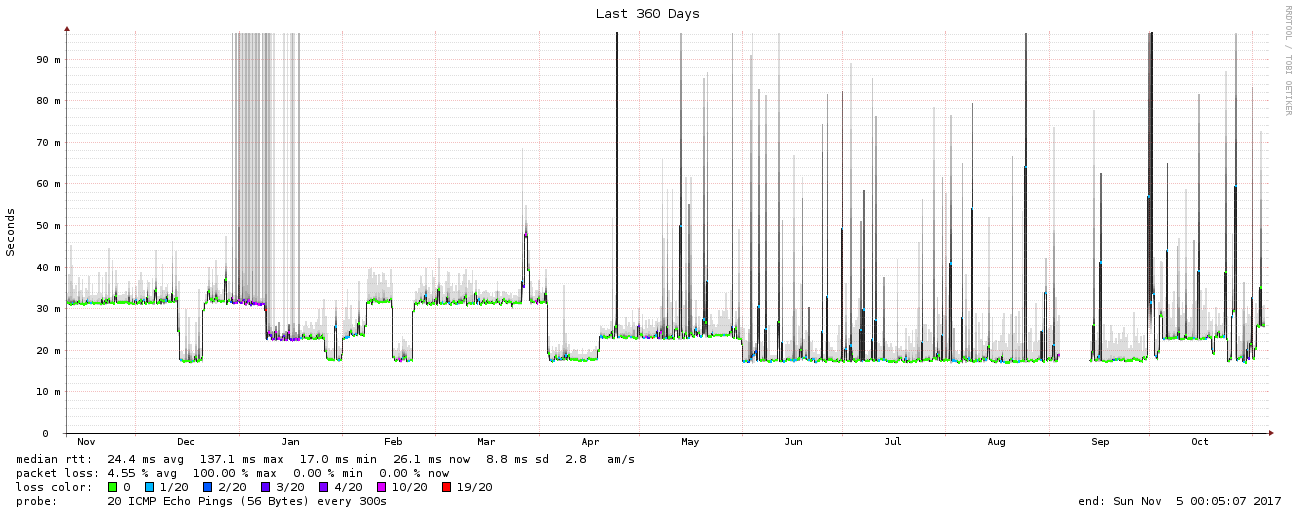 Last 360 Days
RRDTOOL / TOBI OETIKER
Seconds
90 m
80 m
70 m
60 m
50 m
40 m
30 m
20 m
10 m
0
Nov Dec Jan Feb Mar Apr May Jun Jul Aug Sep Oct
median rtt: 24.4 ms avg 137.1 ms max 17.0 ms min 26.1 ms now 8.8 ms sd 2.8 am/s
packet loss: 4.55 % avg 100.00 % max 0.00 % min 0.00 % now
loss color: 0 1/20 2/20 3/20 4/20 10/20 19/20
probe: 20 ICMP Echo Pings (56 Bytes) every 300s end: Sun Nov 5 00:05:07 2017